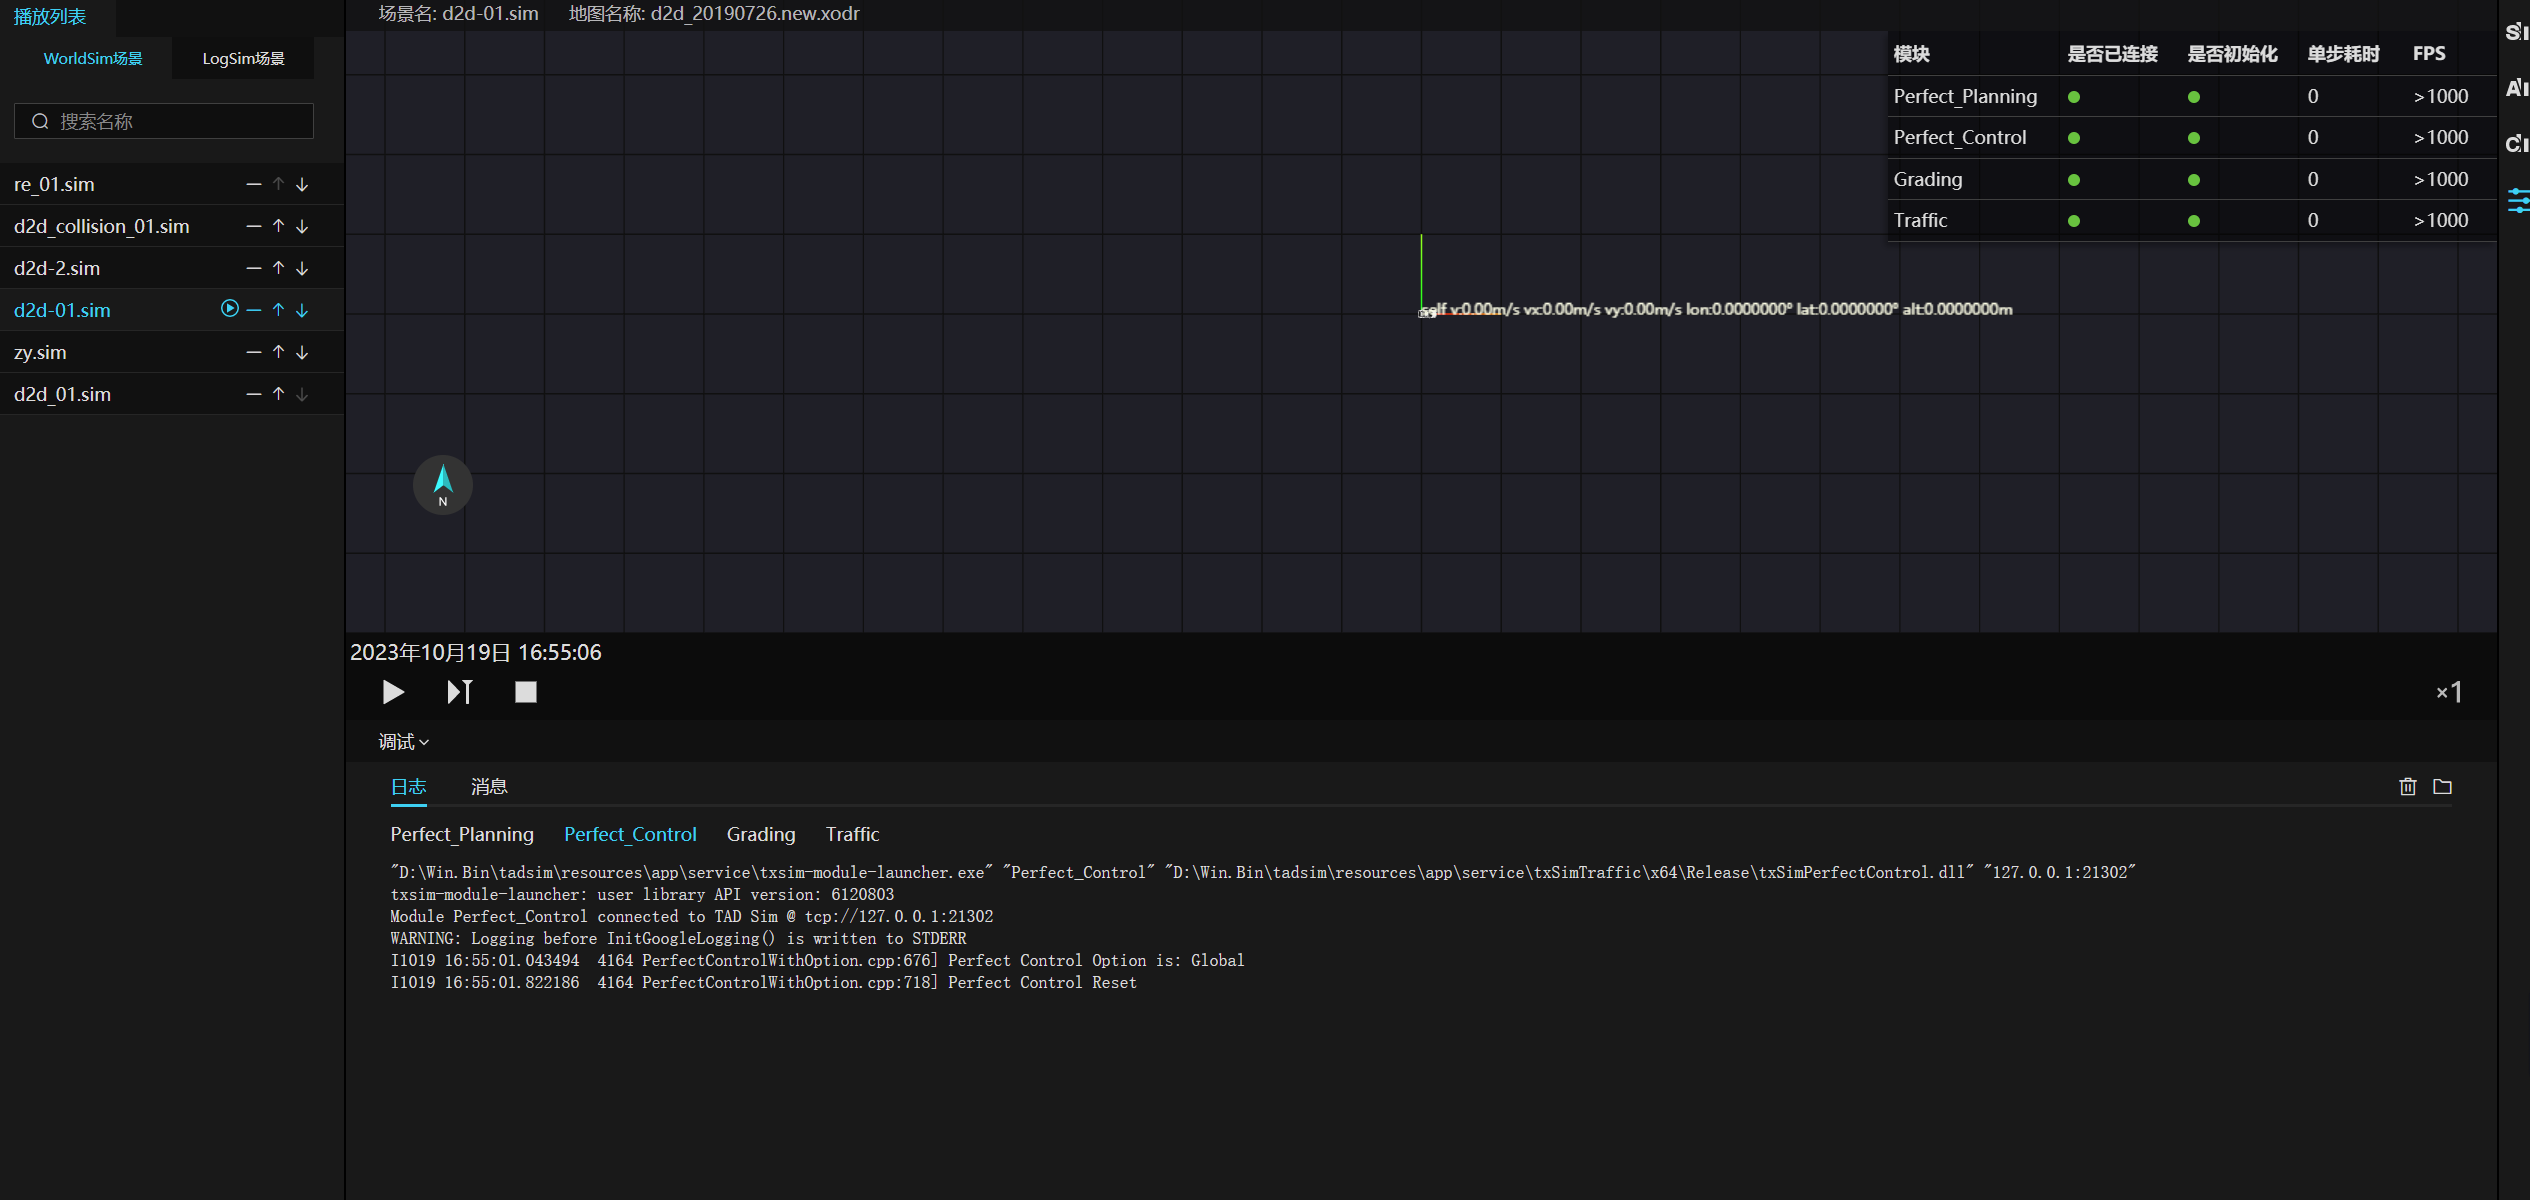 播放列表
WorldSim场景 LogSim场景
搜索名称
re_01.sim
d2d_collision_01.sim
d2d-2.sim
d2d-01.sim
zy.sim
d2d_01.sim
场景名: d2d-01.sim 地图名称: d2d_20190726.new.xodr
模块 是否已连接 是否初始化 单步耗时 FPS
Perfect_Planning 0 >1000
Perfect_Control 0 >1000
Grading 0 >1000
Traffic 0 >1000
self v:0.00m/s vx:0.00m/s vy:0.00m/s lon:0.0000000° lat:0.0000000° alt:0.0000000m
N
2023年10月19日 16:55:06
×1
调试
日志 消息
Perfect_Planning Perfect_Control Grading Traffic
"D:\Win.Bin\tadsim\resources\app\service\txsim-module-launcher.exe" "Perfect_Control" "D:\Win.Bin\tadsim\resources\app\service\txSimTraffic\x64\Release\txSimPerfectControl.dll" "127.0.0.1:21302"
txsim-module-launcher: user library API version: 6120803
Module Perfect_Control connected to TAD Sim @ tcp://127.0.0.1:21302
WARNING: Logging before InitGoogleLogging() is written to STDERR
I1019 16:55:01.043494  4164 PerfectControlWithOption.cpp:676] Perfect Control Option is: Global
I1019 16:55:01.822186  4164 PerfectControlWithOption.cpp:718] Perfect Control Reset